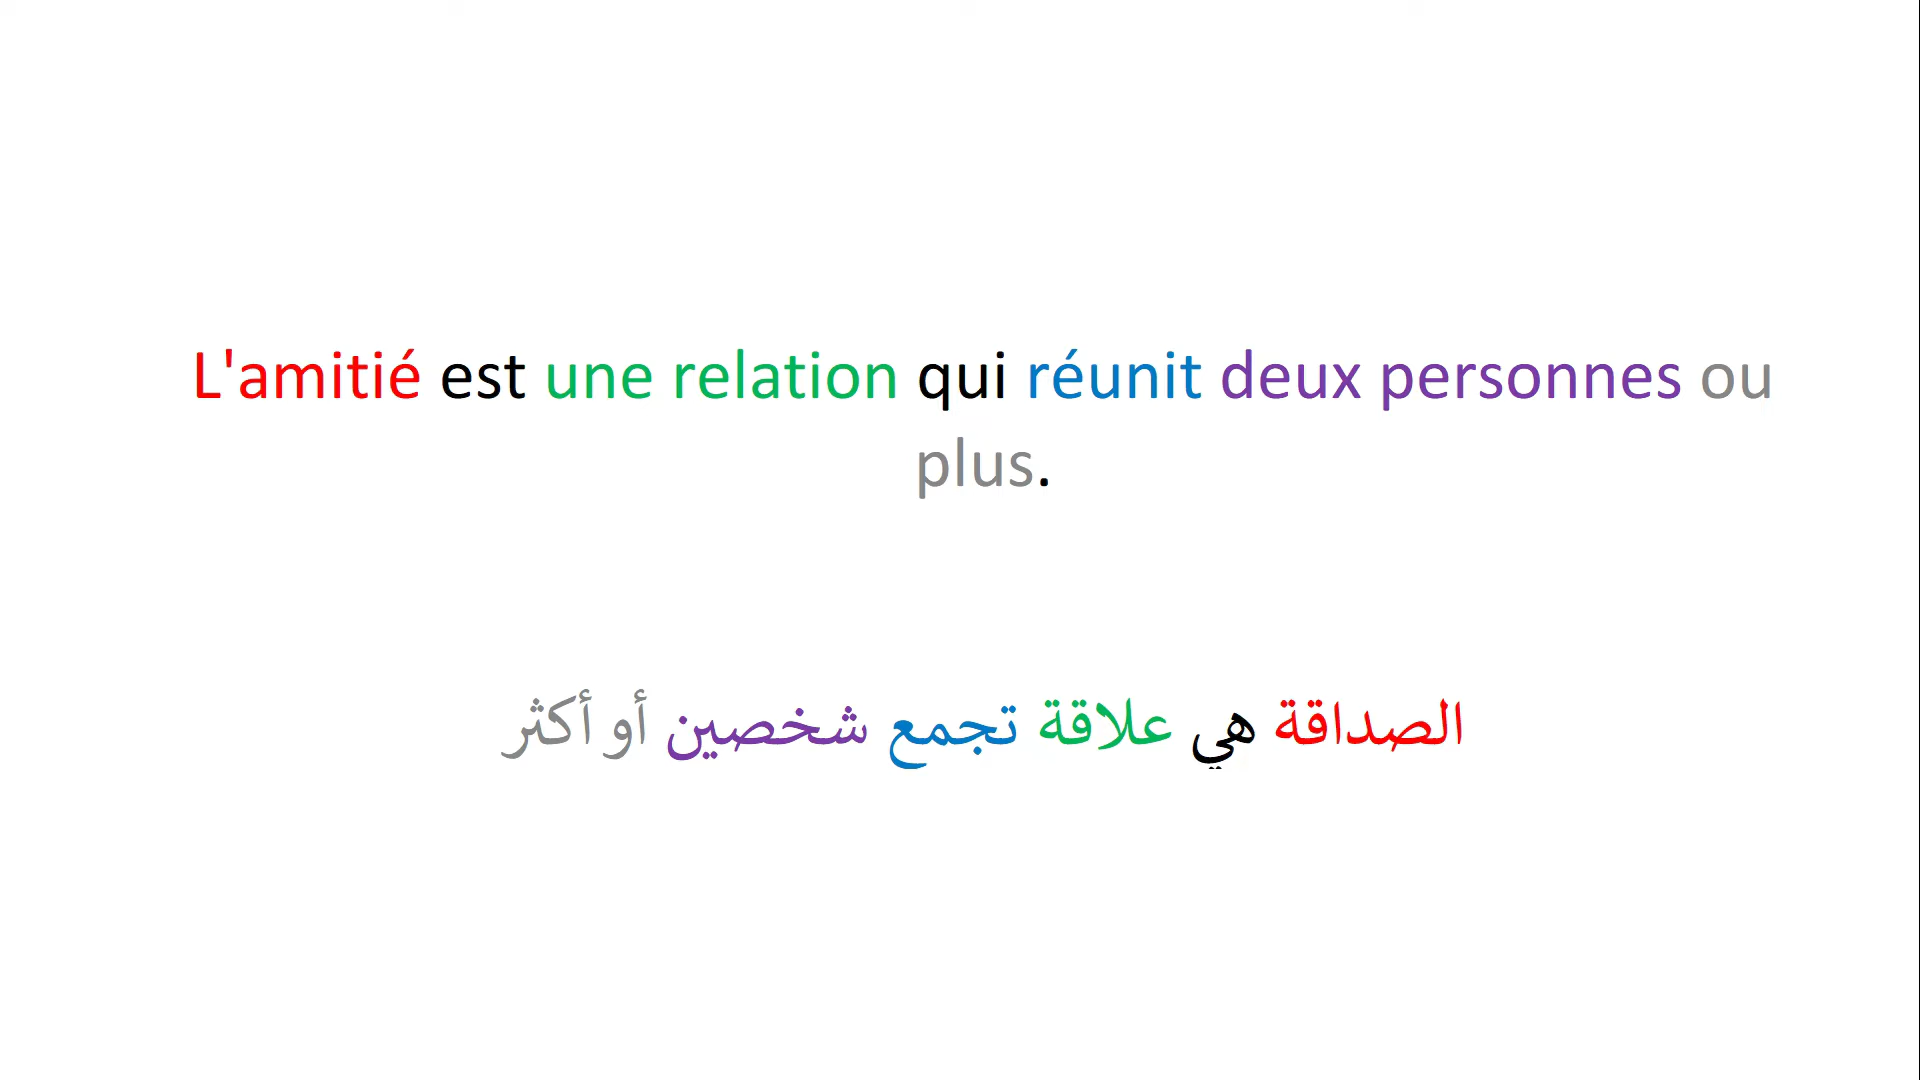 L'amitié est une relation qui réunit deux personnes ou
plus.
الصداقة هي علاقة تجمع شخصين أو أكثر